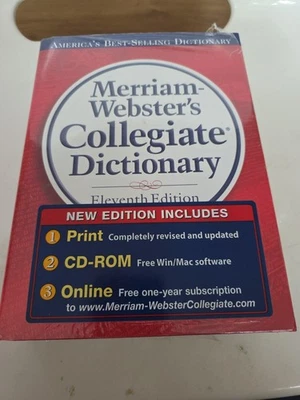 AMERICA'S BEST-SELLING DICTIONARY
Merriam-
Webster's
Collegiate®
Dictionary
Eleventh Edition
NEW EDITION INCLUDES
1 Print Completely revised and updated
2 CD-ROM Free Win/Mac software
3 Online Free one-year subscription
to www.Merriam-WebsterCollegiate.com